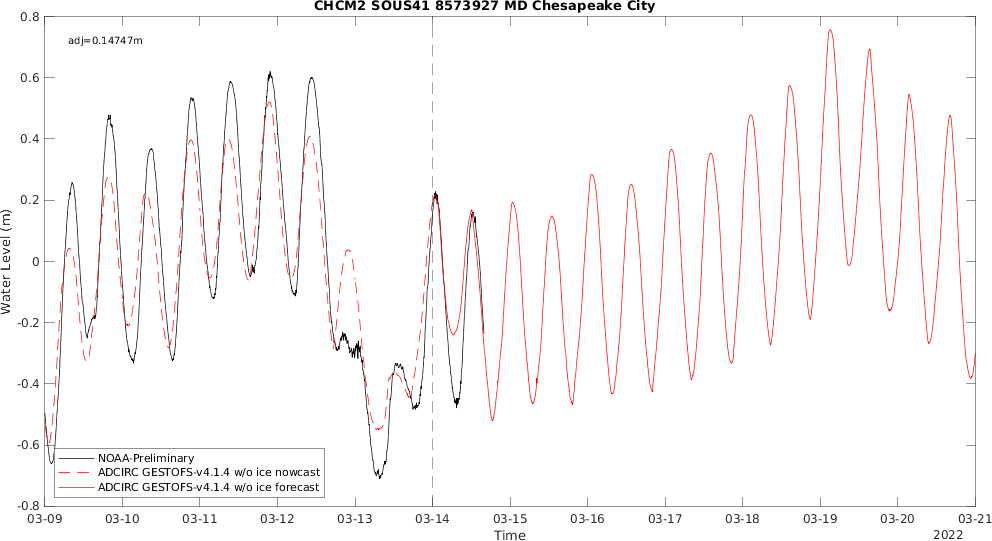 CHCM2 SOUS41 8573927 MD Chesapeake City
adj=0.14747m
0.8
0.6
0.4
0.2
0
-0.2
-0.4
-0.6
-0.8
Water Level (m)
NOAA-Preliminary
ADCIRC GESTOFS-v4.1.4 w/o ice nowcast
ADCIRC GESTOFS-v4.1.4 w/o ice forecast
03-09 03-10 03-11 03-12 03-13 03-14 03-15 03-16 03-17 03-18 03-19 03-20 03-21
Time
2022